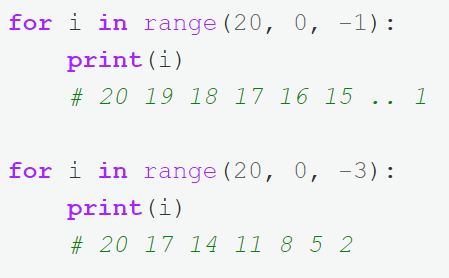 for i in range(20, 0, -1):
    print(i)
    # 20 19 18 17 16 15 .. 1
for i in range(20, 0, -3):
    print(i)
    # 20 17 14 11 8 5 2